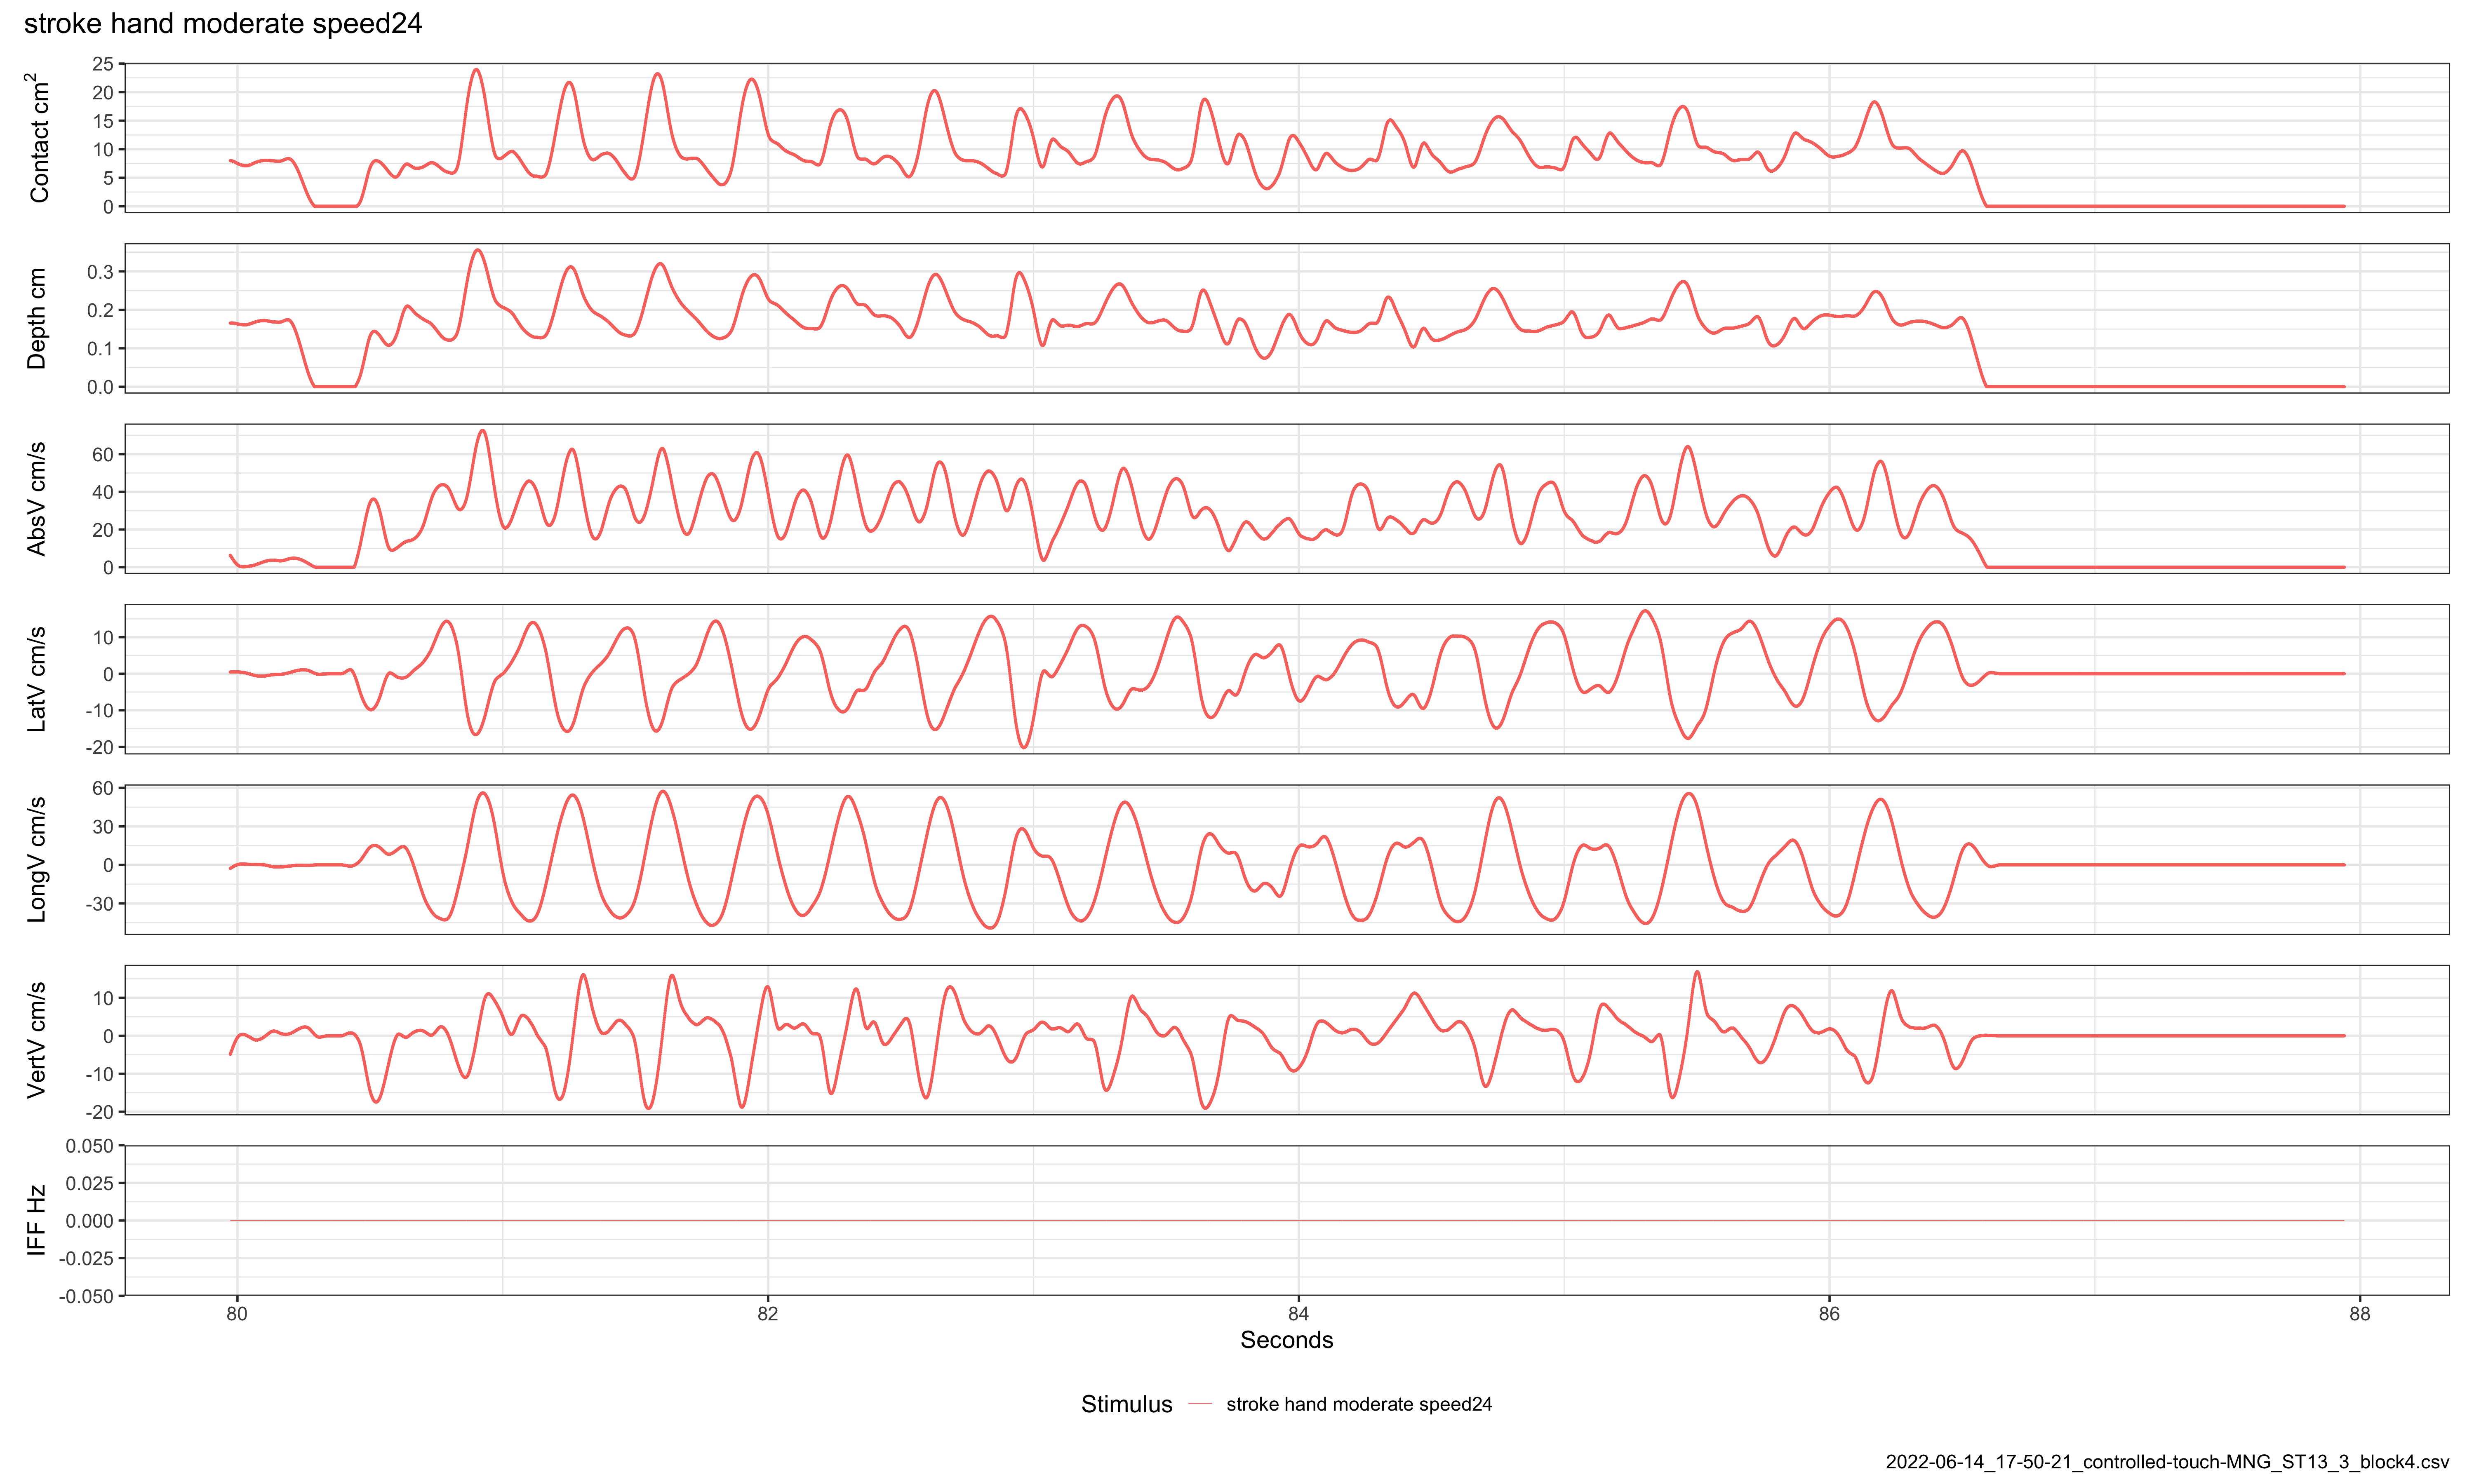 stroke hand moderate speed24
Contact cm²
25
20
15
10
5
0
Depth cm
0.3
0.2
0.1
0.0
AbsV cm/s
60
40
20
0
LatV cm/s
10
0
-10
-20
LongV cm/s
60
30
0
-30
VertV cm/s
10
0
-10
-20
IFF Hz
0.050
0.025
0.000
-0.025
-0.050
80 82 84 86 88
Seconds
Stimulus stroke hand moderate speed24
2022-06-14_17-50-21_controlled-touch-MNG_ST13_3_block4.csv